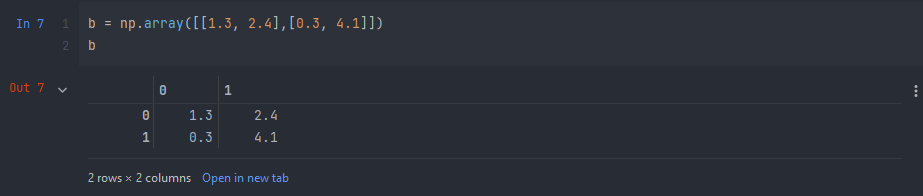 In 7 1 b = np.array([[1.3, 2.4],[0.3, 4.1]])
2 b
Out 7 0 1
0 1.3 2.4
1 0.3 4.1
2 rows × 2 columns Open in new tab